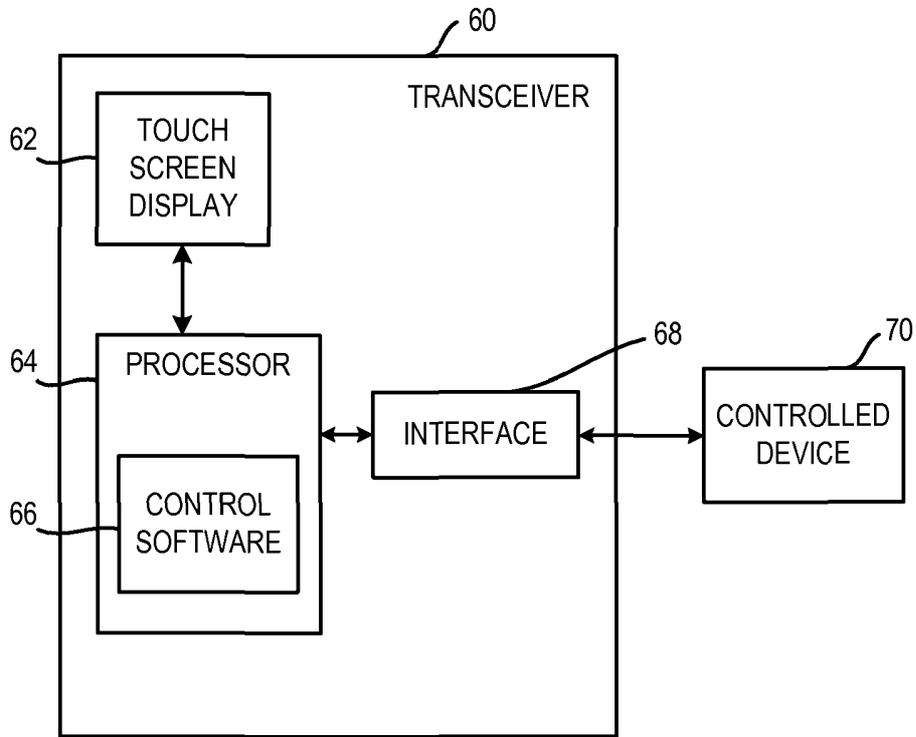 60
TRANSCEIVER
62
TOUCH
SCREEN
DISPLAY
64
PROCESSOR
68
INTERFACE
70
CONTROLLED
DEVICE
66
CONTROL
SOFTWARE